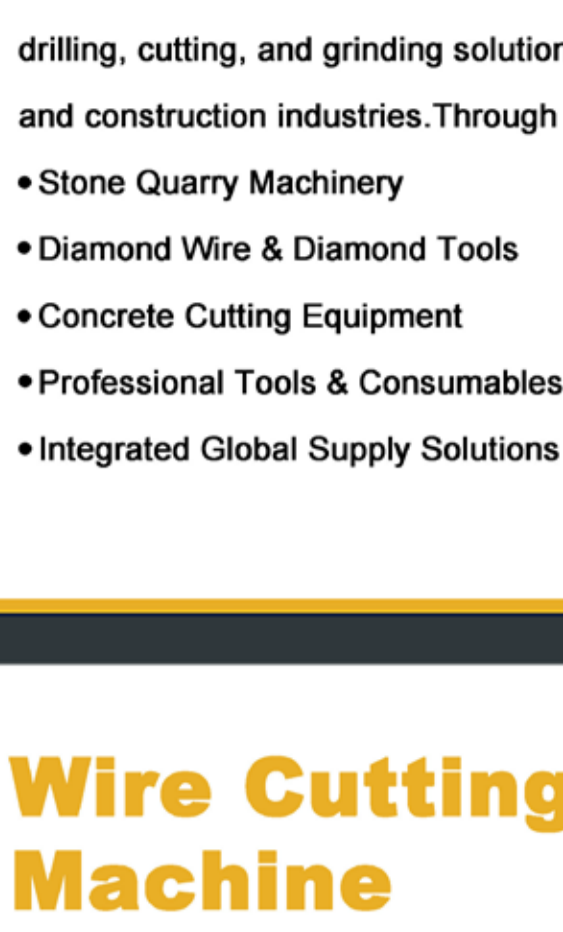 drilling, cutting, and grinding solution
and construction industries.Through
•Stone Quarry Machinery
•Diamond Wire & Diamond Tools
•Concrete Cutting Equipment
•Professional Tools & Consumables
•Integrated Global Supply Solutions
Wire Cutting
Machine